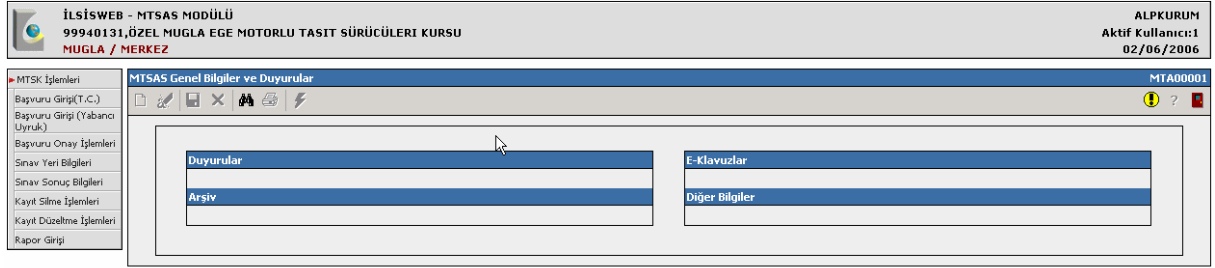 İLSİSWEB - MTSAS MODÜLÜ
99940131,ÖZEL MUGLA EGE MOTORLU TASIT SÜRÜCÜLERI KURSU
MUGLA / MERKEZ
ALPKURUM
Aktif Kullanıcı:1
02/06/2006
MTSK İşlemleri
Başvuru Girişi(T.C.)
Başvuru Girişi (Yabancı
Uyruk)
Başvuru Onay İşlemleri
Sınav Yeri Bilgileri
Sınav Sonuç Bilgileri
Kayıt Silme İşlemleri
Kayıt Düzeltme İşlemleri
Rapor Girişi
MTSAS Genel Bilgiler ve Duyurular
MTA00001
Duyurular
E-Klavuzlar
Arşiv
Diğer Bilgiler